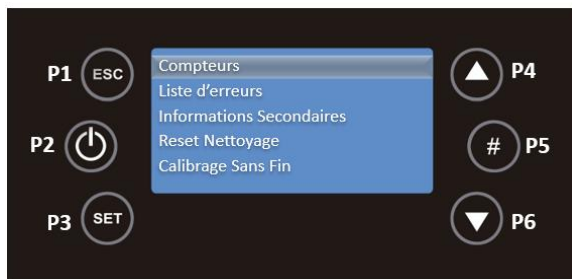 P1 ESC
P2
P3 SET
Compteurs
Liste d'erreurs
Informations Secondaires
Reset Nettoyage
Calibrage Sans Fin
P4
# P5
P6